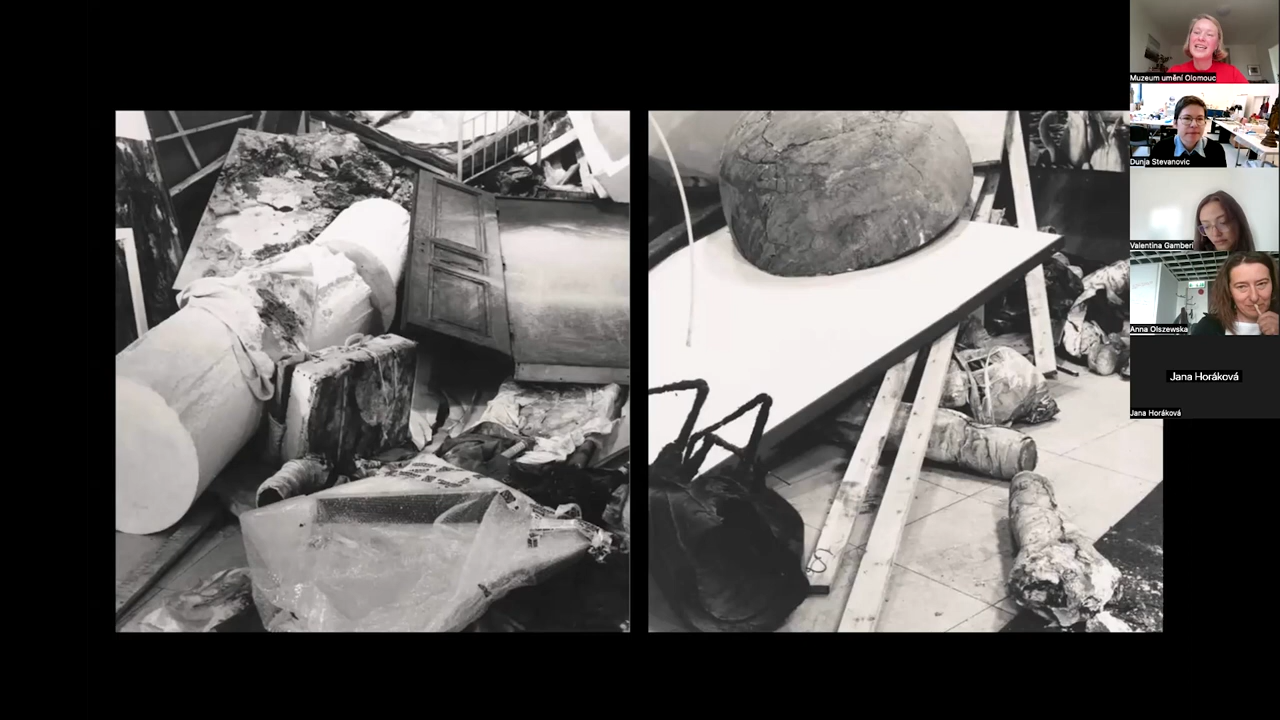 Muzeum umění Olomouc
Dunja Stevanovic
Valentina Gamberi
Anna Olszewska
Jana Horáková
Jana Horáková